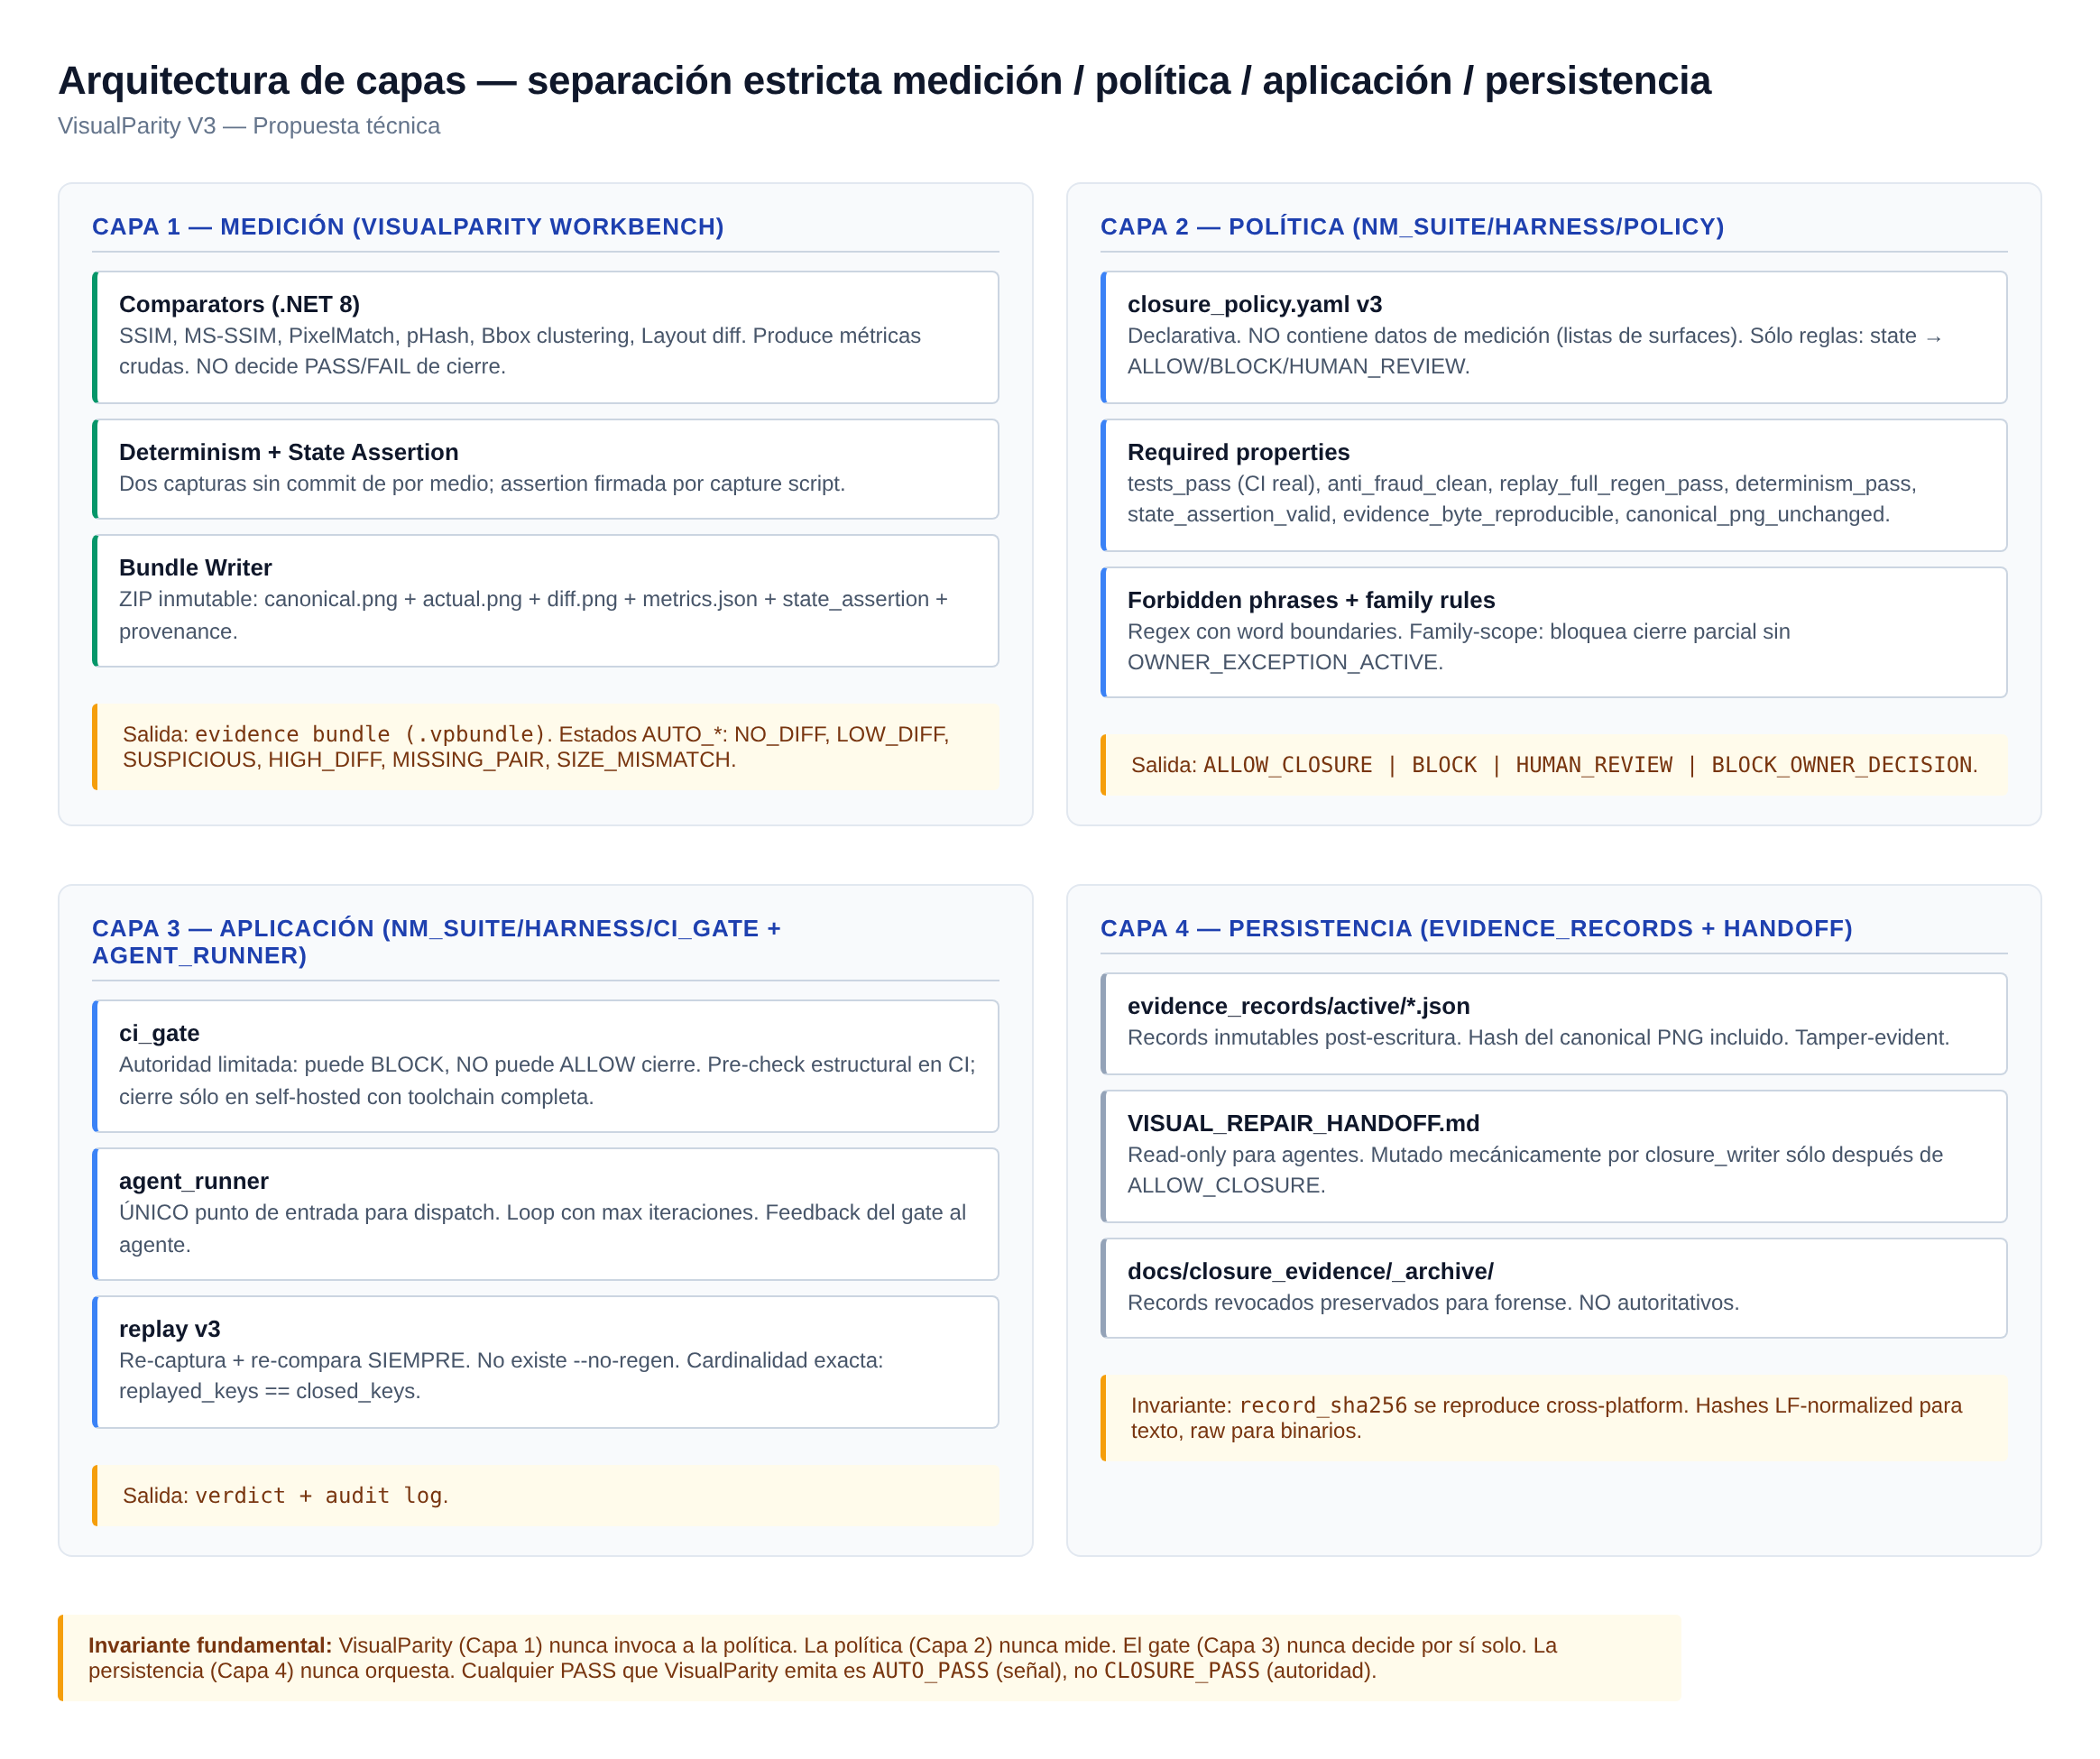 Arquitectura de capas — separación estricta medición / política / aplicación / persistencia
VisualParity V3 — Propuesta técnica
CAPA 1 — MEDICIÓN (VISUALPARITY WORKBENCH)
Comparators (.NET 8)
SSIM, MS-SSIM, PixelMatch, pHash, Bbox clustering, Layout diff. Produce métricas
crudas. NO decide PASS/FAIL de cierre.
Determinism + State Assertion
Dos capturas sin commit de por medio; assertion firmada por capture script.
Bundle Writer
ZIP inmutable: canonical.png + actual.png + diff.png + metrics.json + state_assertion +
provenance.
Salida: evidence bundle (.vpbundle). Estados AUTO_*: NO_DIFF, LOW_DIFF,
SUSPICIOUS, HIGH_DIFF, MISSING_PAIR, SIZE_MISMATCH.
CAPA 2 — POLÍTICA (NM_SUITE/HARNESS/POLICY)
closure_policy.yaml v3
Declarativa. NO contiene datos de medición (listas de surfaces). Sólo reglas: state →
ALLOW/BLOCK/HUMAN_REVIEW.
Required properties
tests_pass (CI real), anti_fraud_clean, replay_full_regen_pass, determinism_pass,
state_assertion_valid, evidence_byte_reproducible, canonical_png_unchanged.
Forbidden phrases + family rules
Regex con word boundaries. Family-scope: bloquea cierre parcial sin
OWNER_EXCEPTION_ACTIVE.
Salida: ALLOW_CLOSURE | BLOCK | HUMAN_REVIEW | BLOCK_OWNER_DECISION.
CAPA 3 — APLICACIÓN (NM_SUITE/HARNESS/CI_GATE +
AGENT_RUNNER)
ci_gate
Autoridad limitada: puede BLOCK, NO puede ALLOW cierre. Pre-check estructural en CI;
cierre sólo en self-hosted con toolchain completa.
agent_runner
ÚNICO punto de entrada para dispatch. Loop con max iteraciones. Feedback del gate al
agente.
replay v3
Re-captura + re-compara SIEMPRE. No existe --no-regen. Cardinalidad exacta:
replayed_keys == closed_keys.
Salida: verdict + audit log.
CAPA 4 — PERSISTENCIA (EVIDENCE_RECORDS + HANDOFF)
evidence_records/active/*.json
Records inmutables post-escritura. Hash del canonical PNG incluido. Tamper-evident.
VISUAL_REPAIR_HANDOFF.md
Read-only para agentes. Mutado mecánicamente por closure_writer sólo después de
ALLOW_CLOSURE.
docs/closure_evidence/_archive/
Records revocados preservados para forense. NO autoritativos.
Invariante: record_sha256 se reproduce cross-platform. Hashes LF-normalized para
texto, raw para binarios.
Invariante fundamental: VisualParity (Capa 1) nunca invoca a la política. La política (Capa 2) nunca mide. El gate (Capa 3) nunca decide por sí solo. La
persistencia (Capa 4) nunca orquesta. Cualquier PASS que VisualParity emita es AUTO_PASS (señal), no CLOSURE_PASS (autoridad).